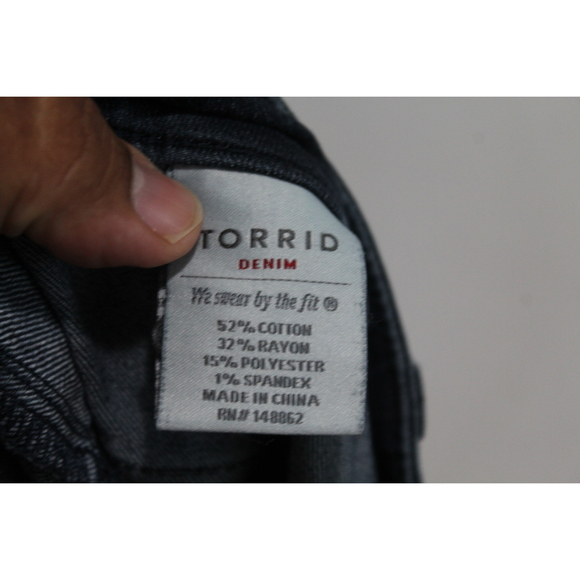 TORRID
DENIM
We swear by the fit ®
52% COTTON
32% RAYON
15% POLYESTER
1% SPANDEX
MADE IN CHINA
RN# 148862